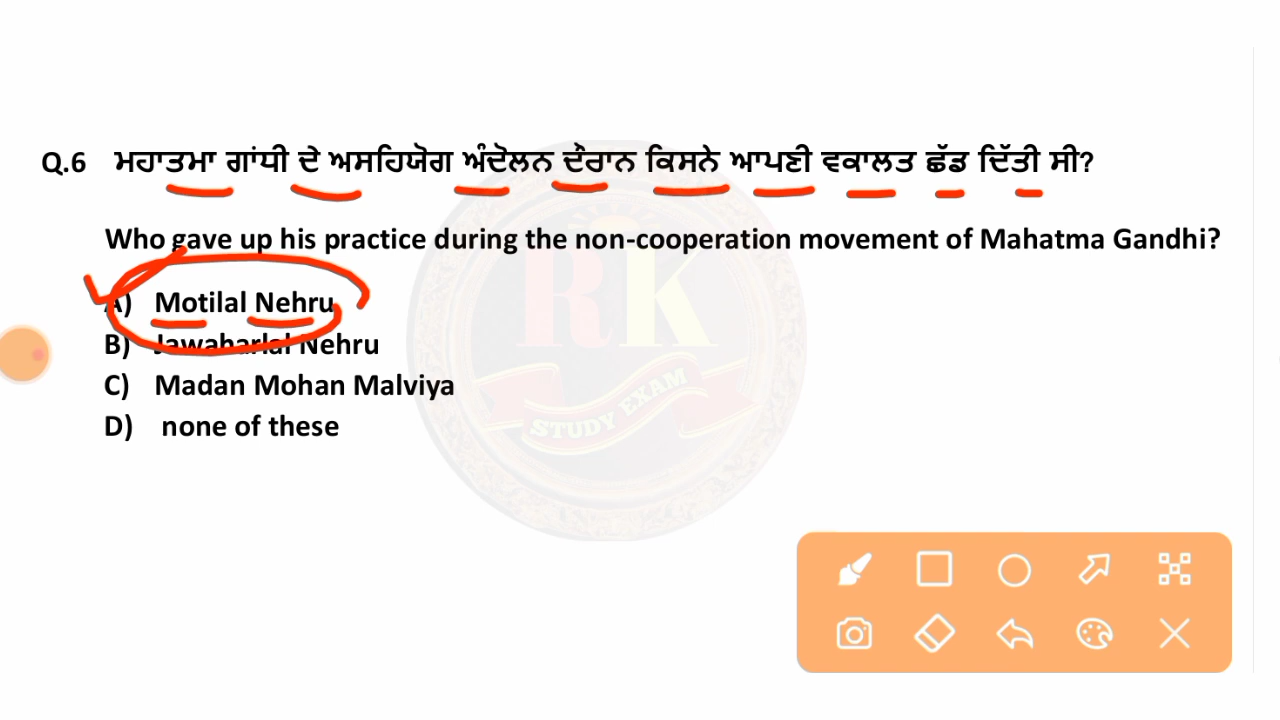 Q.6 ਮਹਾਤਮਾ ਗਾਂਧੀ ਦੇ ਅਸਹਿਯੋਗ ਅੰਦੋਲਨ ਦੌਰਾਨ ਕਿਸਨੇ ਆਪਣੀ ਵਕਾਲਤ ਛੱਡ ਦਿੱਤੀ ਸੀ?
Who gave up his practice during the non-cooperation movement of Mahatma Gandhi?
A) Motilal Nehru
B) Jawaharlal Nehru
C) Madan Mohan Malviya
D) none of these
RK
STUDY EXAM